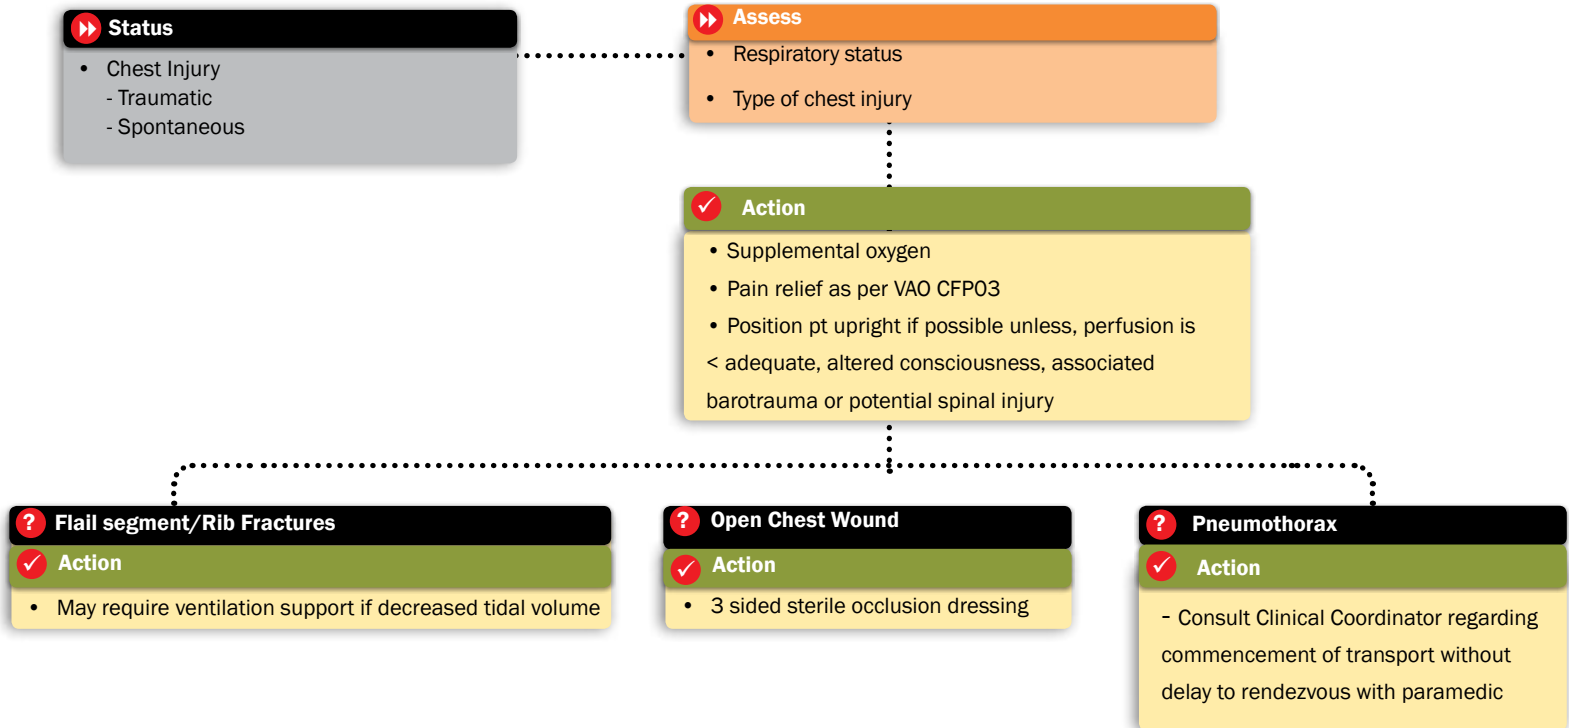 Status
• Chest Injury
- Traumatic
- Spontaneous
Assess
• Respiratory status
• Type of chest injury
Action
• Supplemental oxygen
• Pain relief as per VAO CFP03
• Position pt upright if possible unless, perfusion is
< adequate, altered consciousness, associated
barotrauma or potential spinal injury
? Flail segment/Rib Fractures
Action
• May require ventilation support if decreased tidal volume
? Open Chest Wound
Action
• 3 sided sterile occlusion dressing
? Pneumothorax
Action
- Consult Clinical Coordinator regarding
commencement of transport without
delay to rendezvous with paramedic